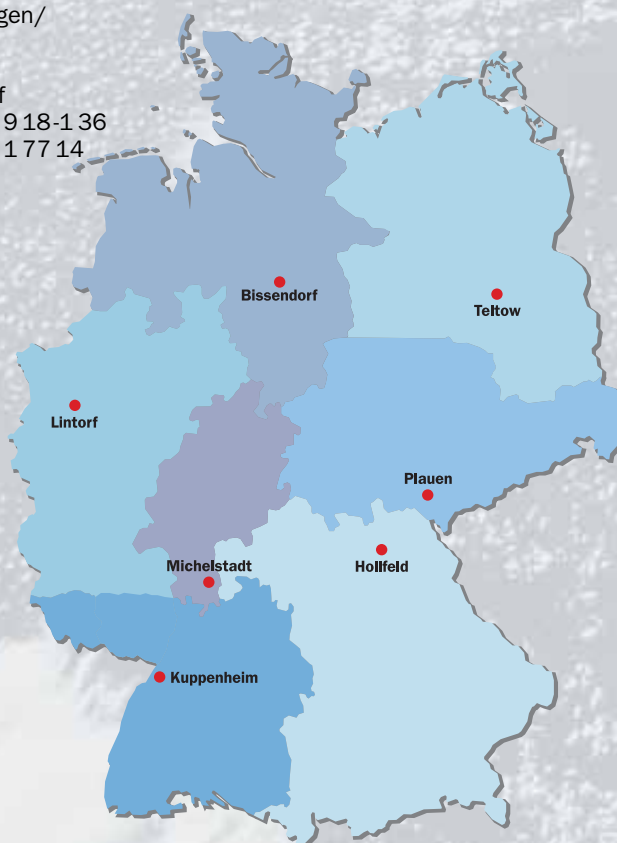 gen/
f
9 18-1 36
1 77 14
Bissendorf
Teltow
Lintorf
Plauen
Michelstadt
Hollfeld
Kuppenheim